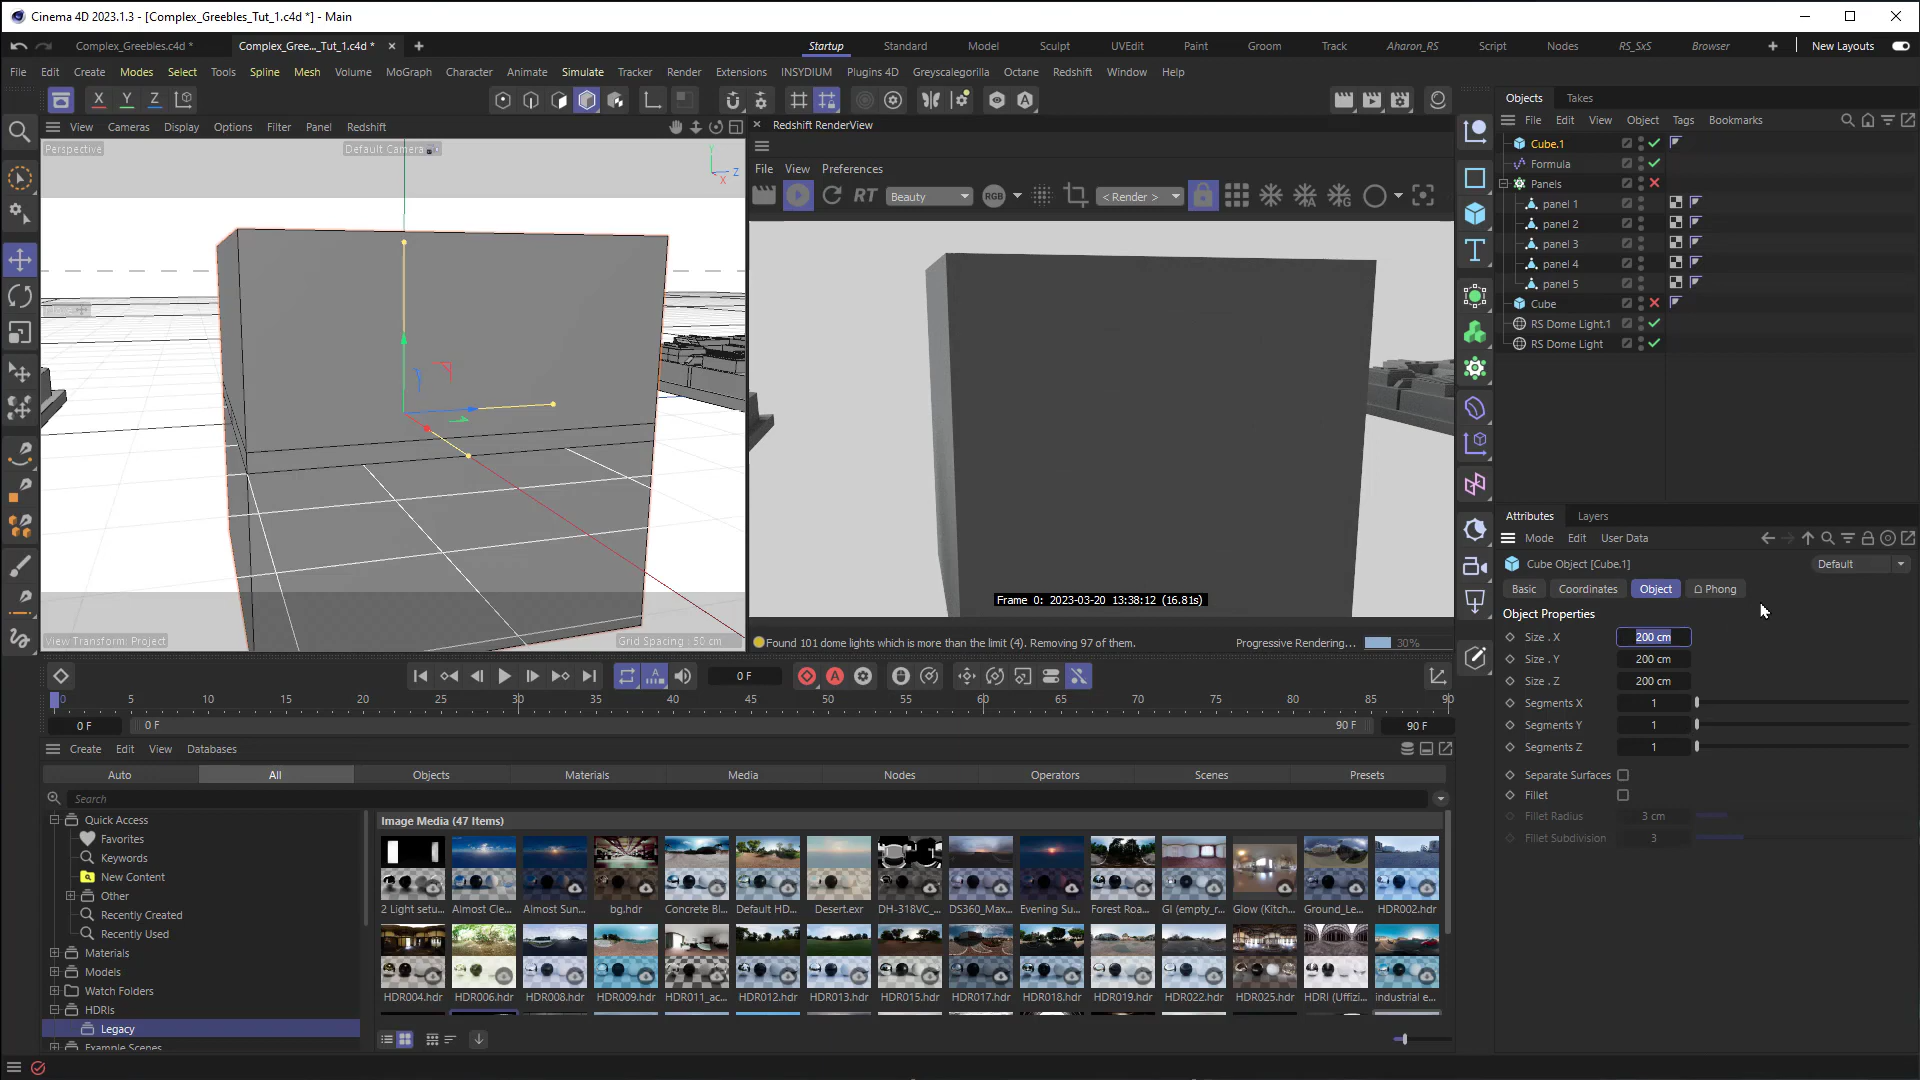 Cinema 4D 2023.1.3 - [Complex_Greebles_Tut_1.c4d *] - Main
Complex_Greebles.c4d *
Complex_Gree..._Tut_1.c4d *
Startup
Standard
Model
Sculpt
UVEdit
Paint
Groom
Track
Aharon_RS
Script
Nodes
RS_SxS
Browser
New Layouts
File Edit Create Modes Select Tools Spline Mesh Volume MoGraph Character Animate Simulate Tracker Render Extensions INSYDIUM Plugins 4D Greyscalegorilla Octane Redshift Window Help
X Y Z
View Cameras Display Options Filter Panel Redshift
Perspective
Default Camera
Y
Z
X
View Transform: Project
Grid Spacing : 50 cm
Redshift RenderView
File View Preferences
RT
Beauty
RGB
< Render >
Frame 0: 2023-03-20 13:38:12 (16.81s)
Found 101 dome lights which is more than the limit (4). Removing 97 of them.
Progressive Rendering...
30%
Objects
Takes
File Edit View Object Tags Bookmarks
Cube.1
Formula
Panels
panel 1
panel 2
panel 3
panel 4
panel 5
Cube
RS Dome Light.1
RS Dome Light
Attributes
Layers
Mode Edit User Data
Cube Object [Cube.1]
Default
Basic
Coordinates
Object
Phong
Object Properties
Size . X 200 cm
Size . Y 200 cm
Size . Z 200 cm
Segments X 1
Segments Y 1
Segments Z 1
Separate Surfaces
Fillet
Fillet Radius 3 cm
Fillet Subdivision 3
0 F
0 5 10 15 20 25 30 35 40 45 50 55 60 65 70 75 80 85 90
0 F
0 F
90 F
90 F
Create Edit View Databases
Auto
All
Objects
Materials
Media
Nodes
Operators
Scenes
Presets
Search
Quick Access
Favorites
Keywords
New Content
Other
Recently Created
Recently Used
Materials
Models
Watch Folders
HDRIs
Legacy
Example Scenes
Image Media (47 Items)
2 Light setu...
Almost Cle...
Almost Sun...
bg.hdr
Concrete Bl...
Default HD...
Desert.exr
DH-318VC_...
DS360_Max...
Evening Su...
Forest Roa...
GI (empty_r...
Glow (Kitch...
Ground_Le...
HDR002.hdr
HDR004.hdr
HDR006.hdr
HDR008.hdr
HDR009.hdr
HDR011_ac...
HDR012.hdr
HDR013.hdr
HDR015.hdr
HDR017.hdr
HDR018.hdr
HDR019.hdr
HDR022.hdr
HDR025.hdr
HDRI (Uffizi...
industrial e...